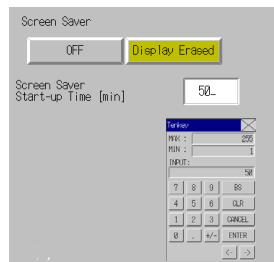 Screen Saver
OFF
Display Erased
Screen Saver
Start-up Time [min]
50_
Tenkey
MAX : 255
MIN : 1
INPUT:
50
7 8 9 BS
4 5 6 CLR
1 2 3 CANCEL
0 . +/- ENTER
<- ->